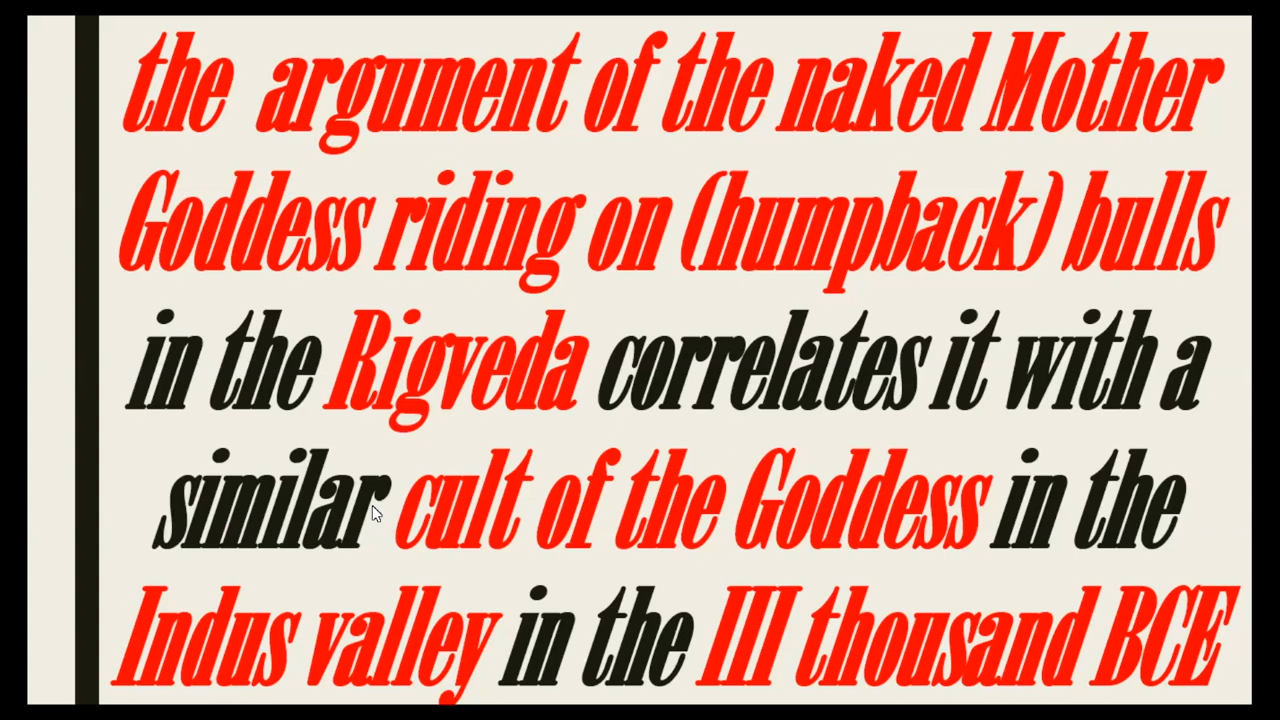 the argument of the naked Mother
Goddess riding on (humpback) bulls
in the Rigveda correlates it with a
similar cult of the Goddess in the
Indus valley in the III thousand BCE